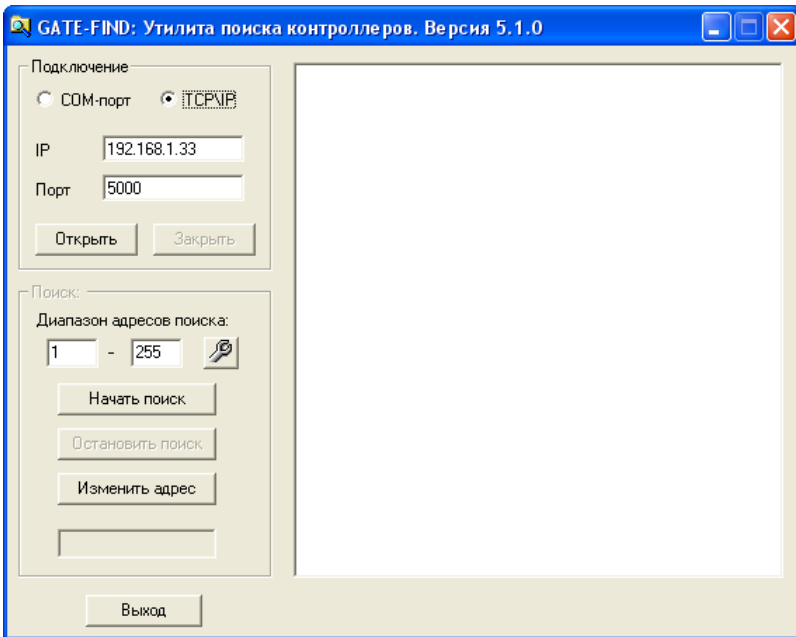 GATE-FIND: Утилита поиска контроллеров. Версия 5.1.0
Подключение
COM-порт TCP\IP
IP 192.168.1.33
Порт 5000
Открыть Закрыть
Поиск:
Диапазон адресов поиска:
1 - 255
Начать поиск
Остановить поиск
Изменить адрес
Выход